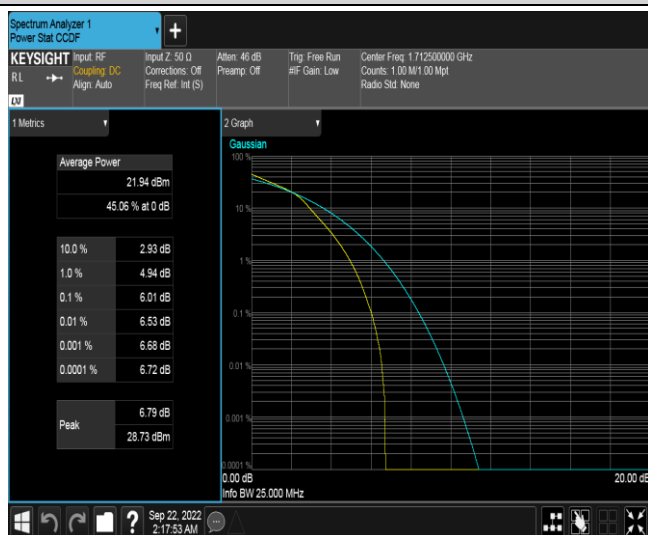 Spectrum Analyzer 1
Power Stat CCDF
KEYSIGHT
RL
LXI
Input: RF
Coupling: DC
Align: Auto
Input Z: 50 Ω
Corrections: Off
Freq Ref: Int (S)
Atten: 46 dB
Preamp: Off
Trig: Free Run
#IF Gain: Low
Center Freq: 1.712500000 GHz
Counts: 1.00 M/1.00 Mpt
Radio Std: None
1 Metrics
Average Power
21.94 dBm
45.06 % at 0 dB
10.0 % 2.93 dB
1.0 % 4.94 dB
0.1 % 6.01 dB
0.01 % 6.53 dB
0.001 % 6.68 dB
0.0001 % 6.72 dB
Peak
6.79 dB
28.73 dBm
2 Graph
Gaussian
100 %
10 %
1 %
0.1 %
0.01 %
0.001 %
0.0001 %
0.00 dB
20.00 dB
Info BW 25.000 MHz
?
Sep 22, 2022
2:17:53 AM